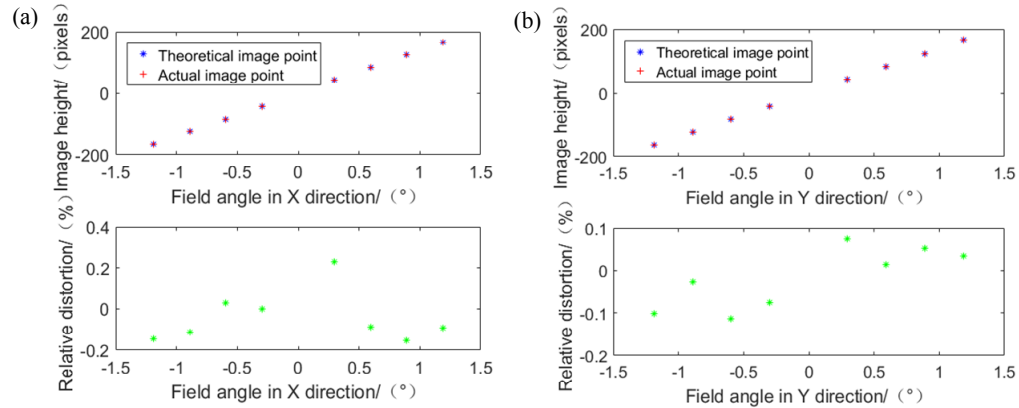 (a)
Image height/（pixels）
200
0
-200
Theoretical image point
Actual image point
-1.5 -1 -0.5 0 0.5 1 1.5
Field angle in X direction/（°）
Relative distortion/（%）
0.4
0.2
0
-0.2
-1.5 -1 -0.5 0 0.5 1 1.5
Field angle in X direction/（°）
(b)
Image height/（pixels）
200
0
-200
Theoretical image point
Actual image point
-1.5 -1 -0.5 0 0.5 1 1.5
Field angle in Y direction/（°）
Relative distortion/（%）
0.1
0
-0.1
-0.2
-1.5 -1 -0.5 0 0.5 1 1.5
Field angle in Y direction/（°）